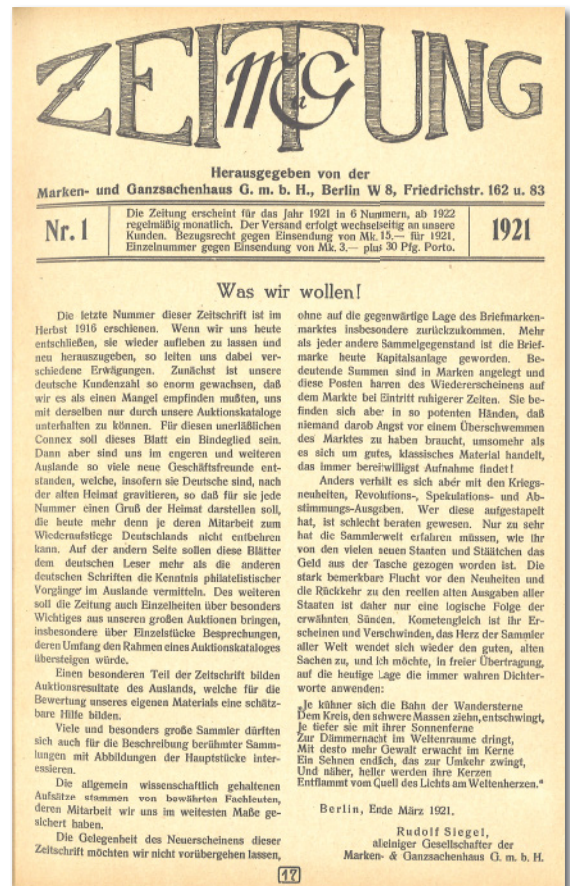 ZEITUNG
M a G
Herausgegeben von der
Marken- und Ganzsachenhaus G. m. b. H., Berlin W 8, Friedrichstr. 162 u. 83
Nr. 1
Die Zeitung erscheint für das Jahr 1921 in 6 Nummern, ab 1922
regelmäßig monatlich. Der Versand erfolgt wechselseitig an unsere
Kunden. Bezugsrecht gegen Einsendung von Mk. 15.— für 1921.
Einzelnummer gegen Einsendung von Mk. 3.— plus 30 Pfg. Porto.
1921
Was wir wollen!
Die letzte Nummer dieser Zeitschrift ist im
Herbst 1916 erschienen. Wenn wir uns heute
entschließen, sie wieder aufleben zu lassen und
neu herauszugeben, so leiten uns dabei ver-
schiedene Erwägungen. Zunächst ist unsere
deutsche Kundenzahl so enorm gewachsen, daß
wir es als einen Mangel empfinden mußten, uns
mit derselben nur durch unsere Auktionskataloge
unterhalten zu können. Für diesen unerläßlichen
Connex soll dieses Blatt ein Bindeglied sein.
Dann aber sind uns im engeren und weiteren
Auslande so viele neue Geschäftsfreunde ent-
standen, welche, insofern sie Deutsche sind, nach
der alten Heimat gravitieren, so daß für sie jede
Nummer einen Gruß der Heimat darstellen soll,
die heute mehr denn je deren Mitarbeit zum
Wiederaufstiege Deutschlands nicht entbehren
kann. Auf der andern Seite sollen diese Blätter
dem deutschen Leser mehr als die anderen
deutschen Schriften die Kenntnis philatelistischer
Vorgänge im Auslande vermitteln. Des weiteren
soll die Zeitung auch Einzelheiten über besonders
Wichtiges aus unseren großen Auktionen bringen,
insbesondere über Einzelstücke Besprechungen,
deren Umfang den Rahmen eines Auktionskataloges
übersteigen würde.
Einen besonderen Teil der Zeitschrift bilden
Auktionsresultate des Auslands, welche für die
Bewertung unseres eigenen Materials eine schätz-
bare Hilfe bilden.
Viele und besonders große Sammler dürften
sich auch für die Beschreibung berühmter Samm-
lungen mit Abbildungen der Hauptstücke inter-
essieren.
Die allgemein wissenschaftlich gehaltenen
Aufsätze stammen von bewährten Fachleuten,
deren Mitarbeit wir uns im weitesten Maße ge-
sichert haben.
Die Gelegenheit des Neuerscheinens dieser
Zeitschrift möchten wir nicht vorübergehen lassen,
ohne auf die gegenwärtige Lage des Briefmarken-
marktes insbesondere zurückzukommen. Mehr
als jeder andere Sammelgegenstand ist die Brief-
marke heute Kapitalsanlage geworden. Be-
deutende Summen sind in Marken angelegt und
diese Posten harren des Wiedererscheinens auf
dem Markte bei Eintritt ruhigerer Zeiten. Sie be-
finden sich aber in so potenten Händen, daß
niemand darob Angst vor einem Überschwemmen
des Marktes zu haben braucht, umsomehr als
es sich um gutes, klassisches Material handelt,
das immer bereitwilligst Aufnahme findet!
Anders verhält es sich aber mit den Kriegs-
neuheiten, Revolutions-, Spekulations- und Ab-
stimmungs-Ausgaben. Wer diese aufgestapelt
hat, ist schlecht beraten gewesen. Nur zu sehr
hat die Sammlerwelt erfahren müssen, wie ihr
von den vielen neuen Staaten und Stäätchen das
Geld aus der Tasche gezogen worden ist. Die
stark bemerkbare Flucht vor den Neuheiten und
die Rückkehr zu den reellen alten Ausgaben aller
Staaten ist daher nur eine logische Folge der
erwähnten Sünden. Kometengleich ist ihr Er-
scheinen und Verschwinden, das Herz der Sammler
aller Welt wendet sich wieder den guten, alten
Sachen zu, und ich möchte, in freier Übertragung,
auf die heutige Lage die immer wahren Dichter-
worte anwenden:
„Je kühner sich die Bahn der Wandersterne
Dem Kreis, den schwere Massen ziehn, entschwingt,
Je tiefer sie mit ihrer Sonnenferne
Zur Dämmernacht im Weltenraume dringt,
Mit desto mehr Gewalt erwacht im Kerne
Ein Sehnen endlich, das zur Umkehr zwingt,
Und näher, heller werden ihre Kerzen
Entflammt vom Quell des Lichts am Weltenherzen.“
Berlin, Ende März 1921.
Rudolf Siegel,
alleiniger Gesellschafter der
Marken- & Ganzsachenhaus G. m. b. H.
17